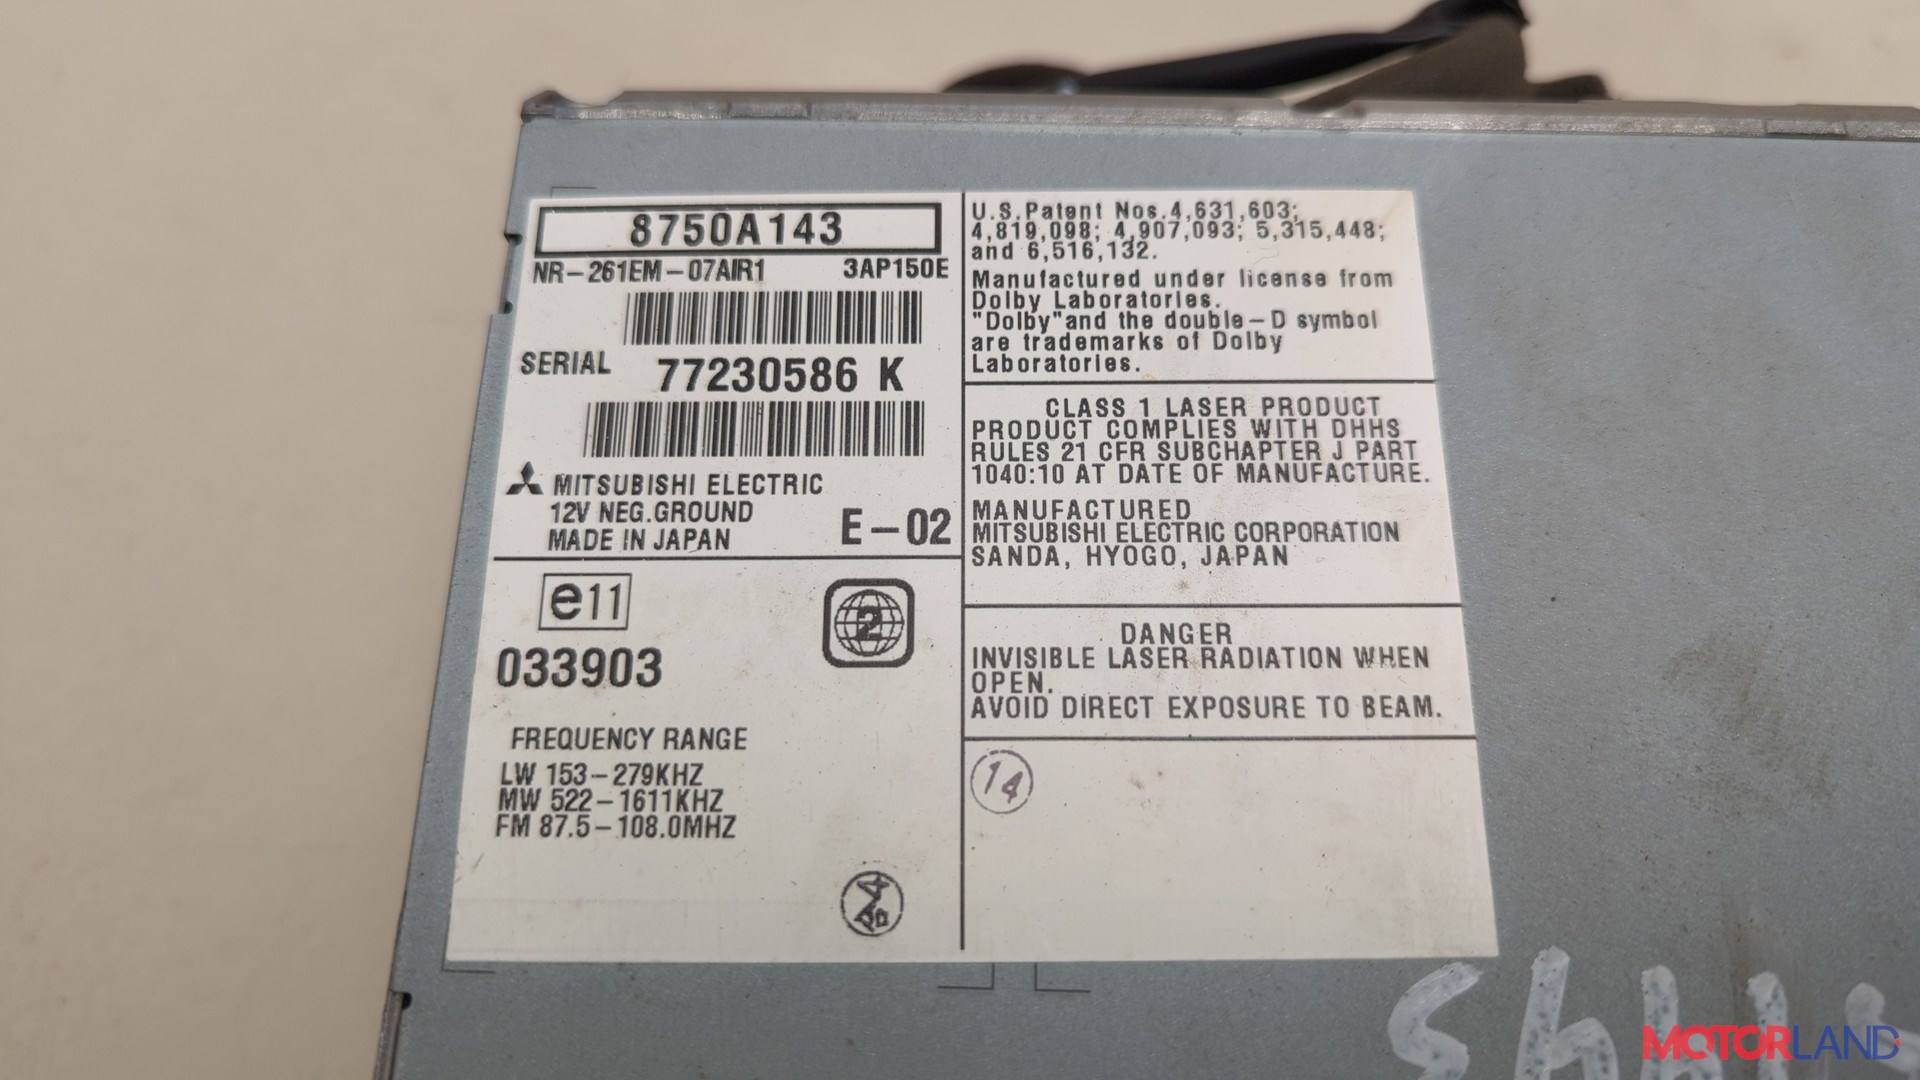 8750A143
NR-261EM-07AIR1 3AP150E
SERIAL 77230586 K
MITSUBISHI ELECTRIC
12V NEG.GROUND
MADE IN JAPAN
E-02
e11
2
033903
FREQUENCY RANGE
LW 153-279KHZ
MW 522-1611KHZ
FM 87.5-108.0MHZ
U.S.Patent Nos.4,631,603;
4,819,098; 4,907,093; 5,315,448;
and 6,516,132.
Manufactured under license from
Dolby Laboratories.
"Dolby"and the double-D symbol
are trademarks of Dolby
Laboratories.
CLASS 1 LASER PRODUCT
PRODUCT COMPLIES WITH DHHS
RULES 21 CFR SUBCHAPTER J PART
1040:10 AT DATE OF MANUFACTURE.
MANUFACTURED
MITSUBISHI ELECTRIC CORPORATION
SANDA, HYOGO, JAPAN
DANGER
INVISIBLE LASER RADIATION WHEN
OPEN.
AVOID DIRECT EXPOSURE TO BEAM.
14
MOTORLAND